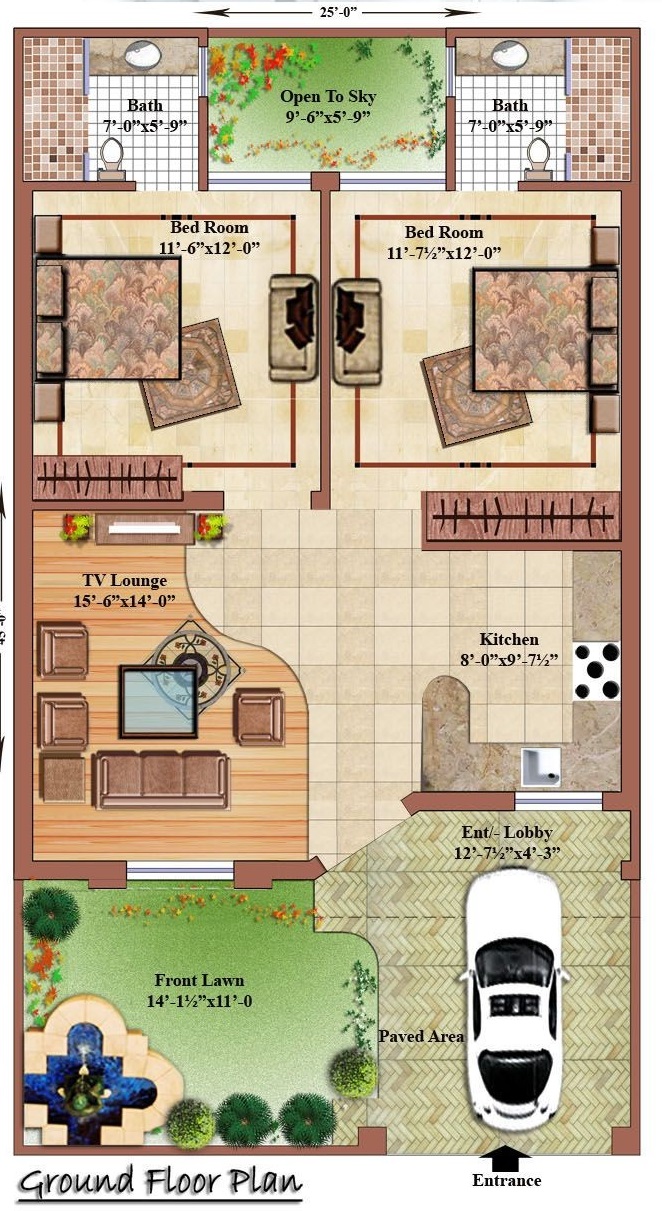 25'-0"
Open To Sky
9'-6"x5'-9"
Bath
7'-0"x5'-9"
Bath
7'-0"x5'-9"
Bed Room
11'-6"x12'-0"
Bed Room
11'-7½"x12'-0"
TV Lounge
15'-6"x14'-0"
Kitchen
8'-0"x9'-7½"
Ent/- Lobby
12'-7½"x4'-3"
Front Lawn
14'-1½"x11'-0
Paved Area
Entrance
Ground Floor Plan